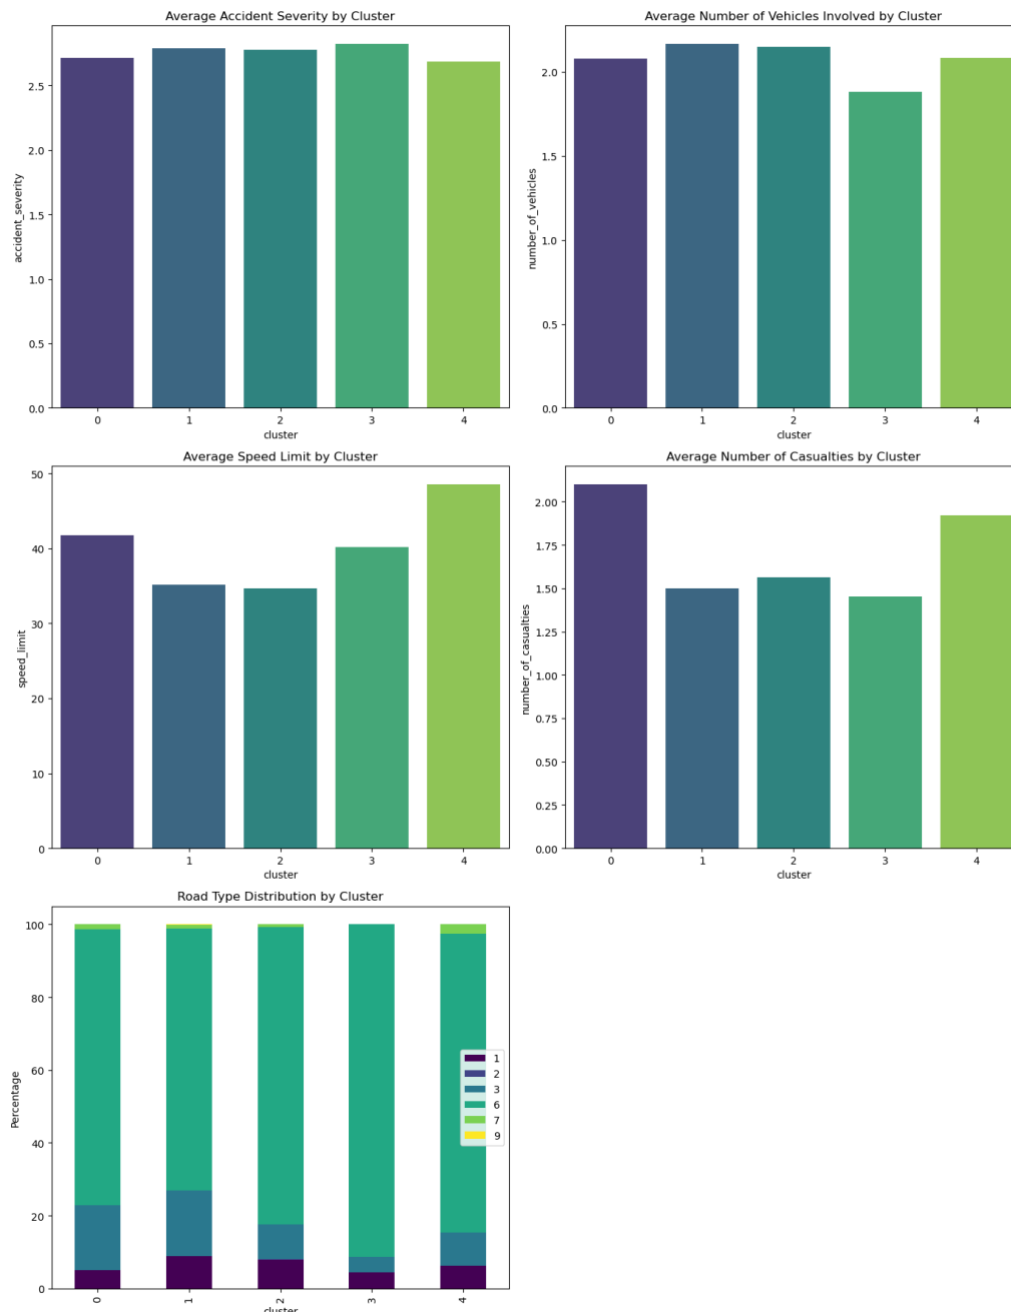 Average Accident Severity by Cluster
accident_severity
2.5
2.0
1.5
1.0
0.5
0.0
0 1 2 3 4
cluster
Average Number of Vehicles Involved by Cluster
number_of_vehicles
2.0
1.5
1.0
0.5
0.0
0 1 2 3 4
cluster
Average Speed Limit by Cluster
speed_limit
50
40
30
20
10
0
0 1 2 3 4
cluster
Average Number of Casualties by Cluster
number_of_casualties
2.00
1.75
1.50
1.25
1.00
0.75
0.50
0.25
0.00
0 1 2 3 4
cluster
Road Type Distribution by Cluster
Percentage
100
80
60
40
20
0
0 1 2 3 4
cluster
1
2
3
6
7
9